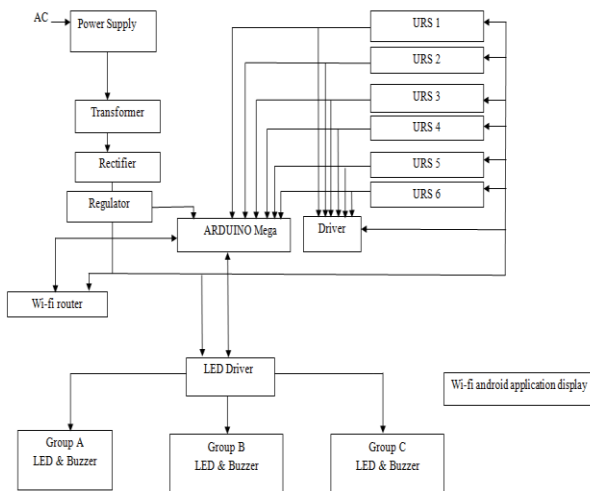 AC
Power Supply
URS 1
URS 2
URS 3
URS 4
URS 5
URS 6
Transformer
Rectifier
Regulator
ARDUINO Mega
Driver
Wi-fi router
LED Driver
Wi-fi android application display
Group A
LED & Buzzer
Group B
LED & Buzzer
Group C
LED & Buzzer